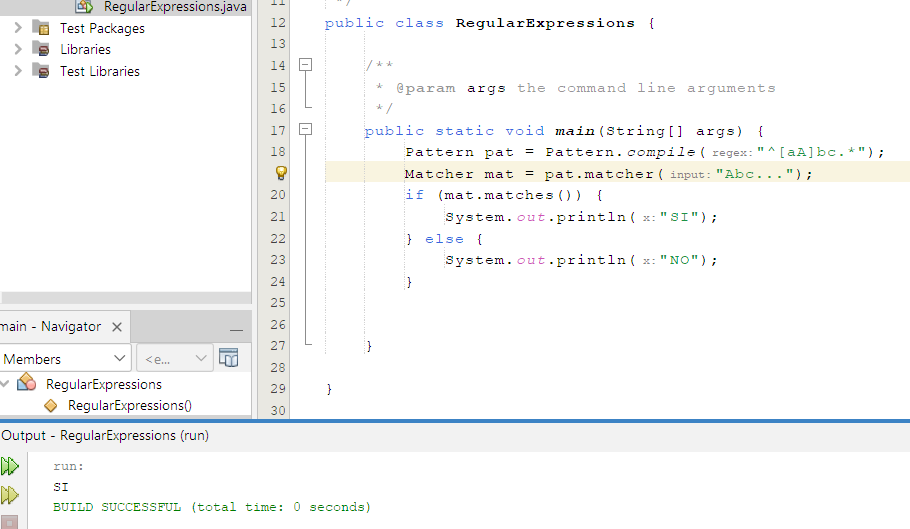 RegularExpressions.java
Test Packages
Libraries
Test Libraries
11 */
12 public class RegularExpressions {
13
14 /**
15 * @param args the command line arguments
16 */
17 public static void main(String[] args) {
18 Pattern pat = Pattern.compile( regex: "^[aA]bc.*");
Matcher mat = pat.matcher( input: "Abc...");
20 if (mat.matches()) {
21 System.out.println( x: "SI");
22 } else {
23 System.out.println( x: "NO");
24 }
25
26
27 }
28
29 }
30
main - Navigator
Members <e...
RegularExpressions
RegularExpressions()
Output - RegularExpressions (run)
run:
SI
BUILD SUCCESSFUL (total time: 0 seconds)